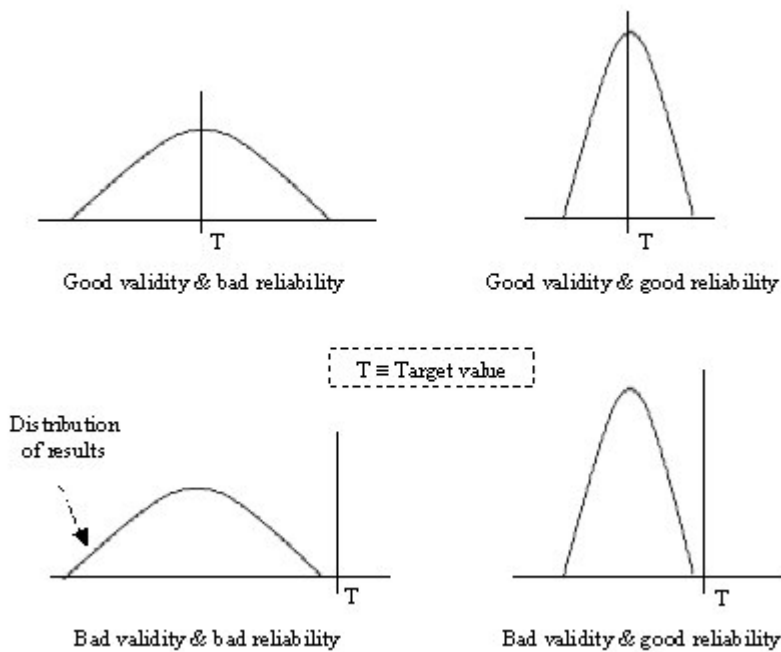 T
T
Good validity & bad reliability
Good validity & good reliability
T ≡ Target value
Distribution
of results
T
T
Bad validity & bad reliability
Bad validity & good reliability